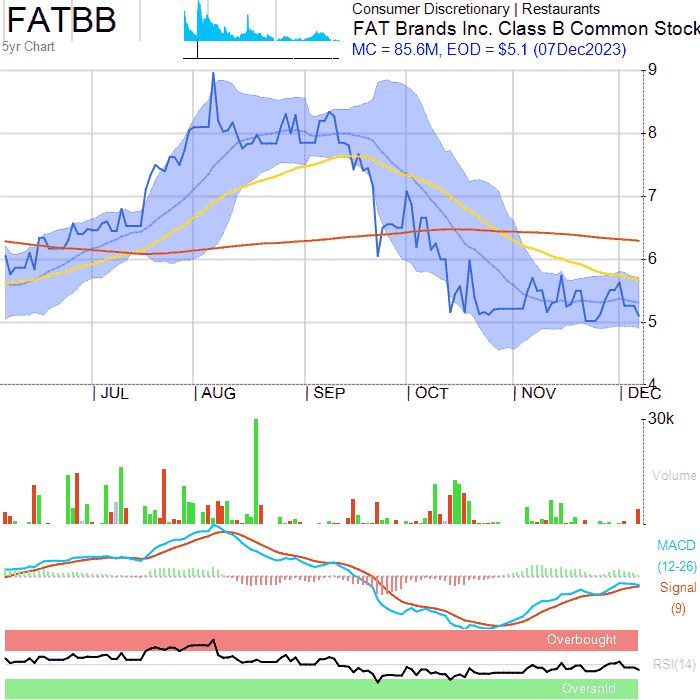 FATBB
5yr Chart
Consumer Discretionary | Restaurants
FAT Brands Inc. Class B Common Stock
MC = 85.6M, EOD = $5.1 (07Dec2023)
9
8
7
6
5
4
JUL AUG SEP OCT NOV DEC
30k
Volume
MACD
(12-26)
Signal
(9)
Overbought
RSI(14)
Oversold